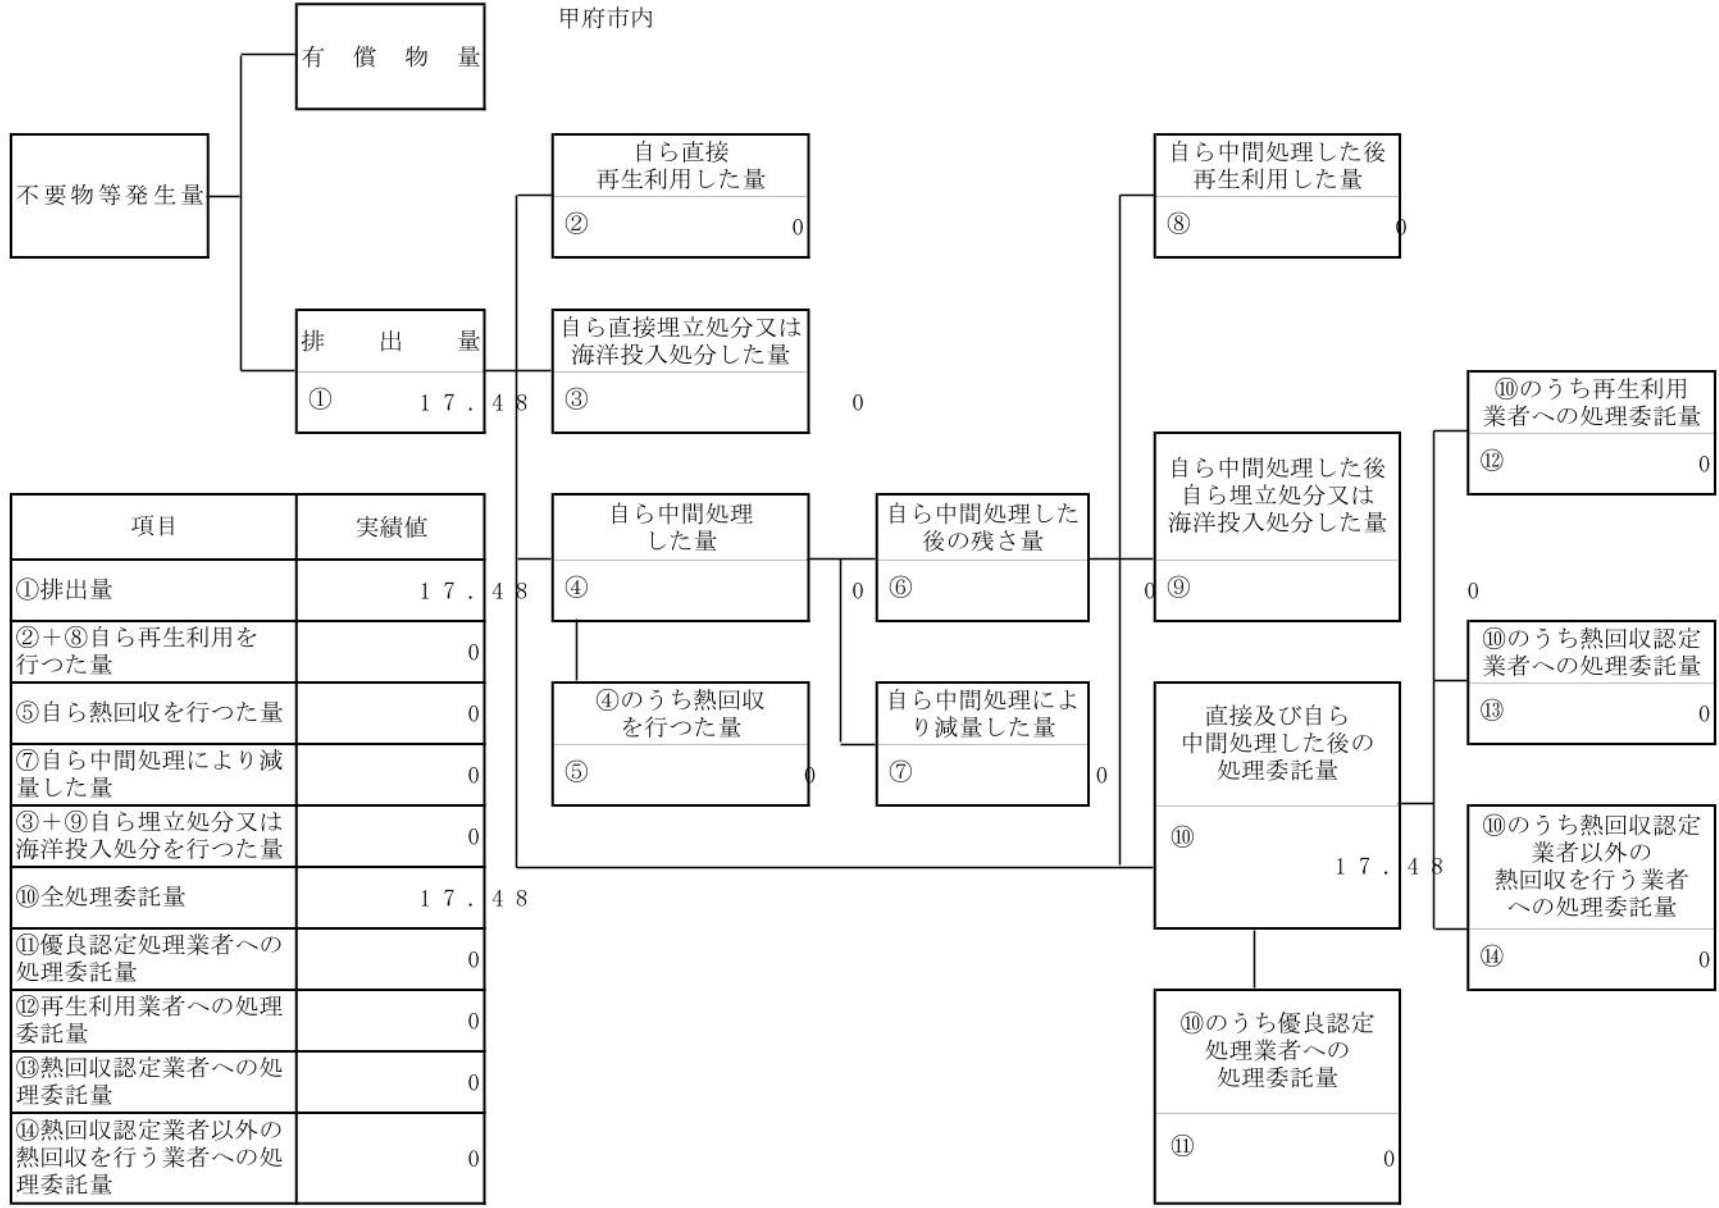 甲府市内
有償物量
不要物等発生量
排出量
① 17.48
自ら直接
再生利用した量
② 0
自ら直接埋立処分又は
海洋投入処分した量
③ 0
自ら中間処理
した量
④ 0
④のうち熱回収
を行つた量
⑤ 0
自ら中間処理した
後の残さ量
⑥ 0
自ら中間処理によ
り減量した量
⑦ 0
自ら中間処理した後
再生利用した量
⑧ 0
自ら中間処理した後
自ら埋立処分又は
海洋投入処分した量
⑨ 0
直接及び自ら
中間処理した後の
処理委託量
⑩
17.48
⑩のうち優良認定
処理業者への
処理委託量
⑪ 0
⑩のうち再生利用
業者への処理委託量
⑫ 0
⑩のうち熱回収認定
業者への処理委託量
⑬ 0
⑩のうち熱回収認定
業者以外の
熱回収を行う業者
への処理委託量
⑭ 0
項目 実績値
①排出量 17.48
②＋⑧自ら再生利用を
行つた量 0
⑤自ら熱回収を行つた量 0
⑦自ら中間処理により減
量した量 0
③＋⑨自ら埋立処分又は
海洋投入処分を行つた量 0
⑩全処理委託量 17.48
⑪優良認定処理業者への
処理委託量 0
⑫再生利用業者への処理
委託量 0
⑬熱回収認定業者への処
理委託量 0
⑭熱回収認定業者以外の
熱回収を行う業者への処
理委託量 0